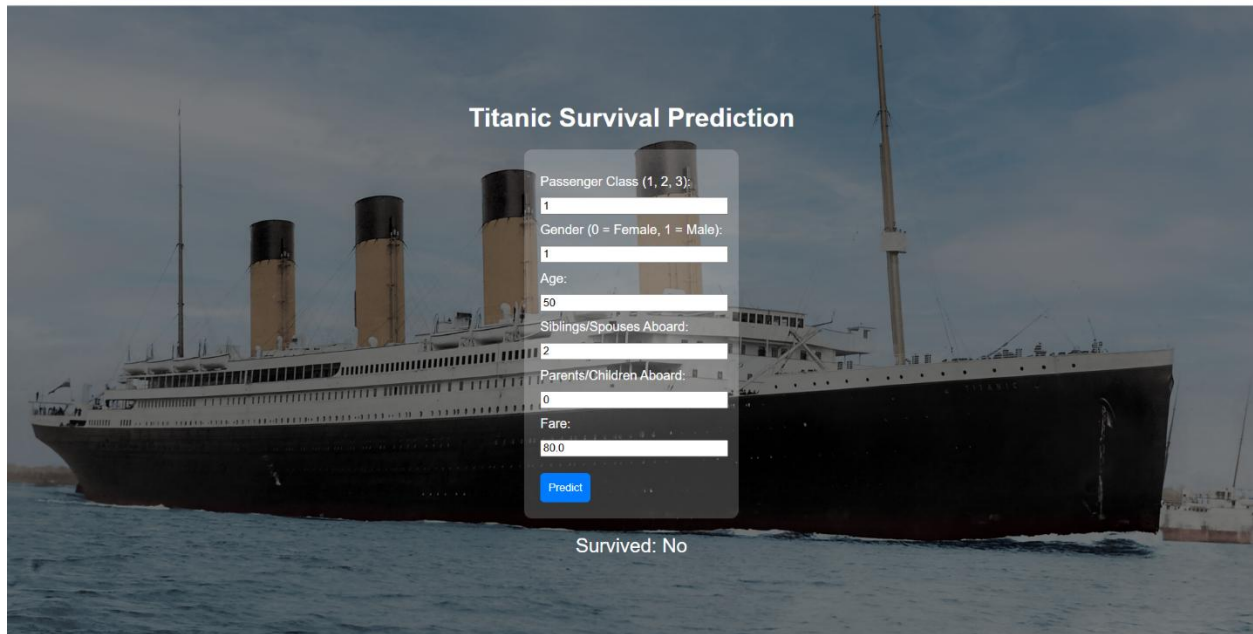 Titanic Survival Prediction
Passenger Class (1, 2, 3):
1
Gender (0 = Female, 1 = Male):
1
Age:
50
Siblings/Spouses Aboard:
2
Parents/Children Aboard:
0
Fare:
80.0
Predict
Survived: No
TITANIC